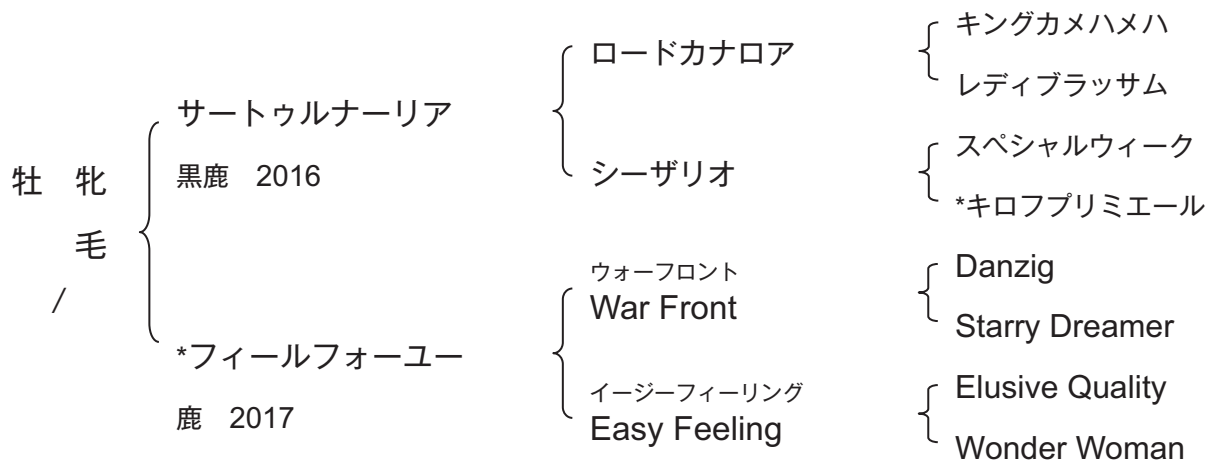 牡 牝
毛
/
サートゥルナーリア
黒鹿 2016
*フィールフォーユー
鹿 2017
ロードカナロア
シーザリオ
ウォーフロント
War Front
イージーフィーリング
Easy Feeling
キングカメハメハ
レディブラッサム
スペシャルウィーク
*キロフプリミエール
Danzig
Starry Dreamer
Elusive Quality
Wonder Woman